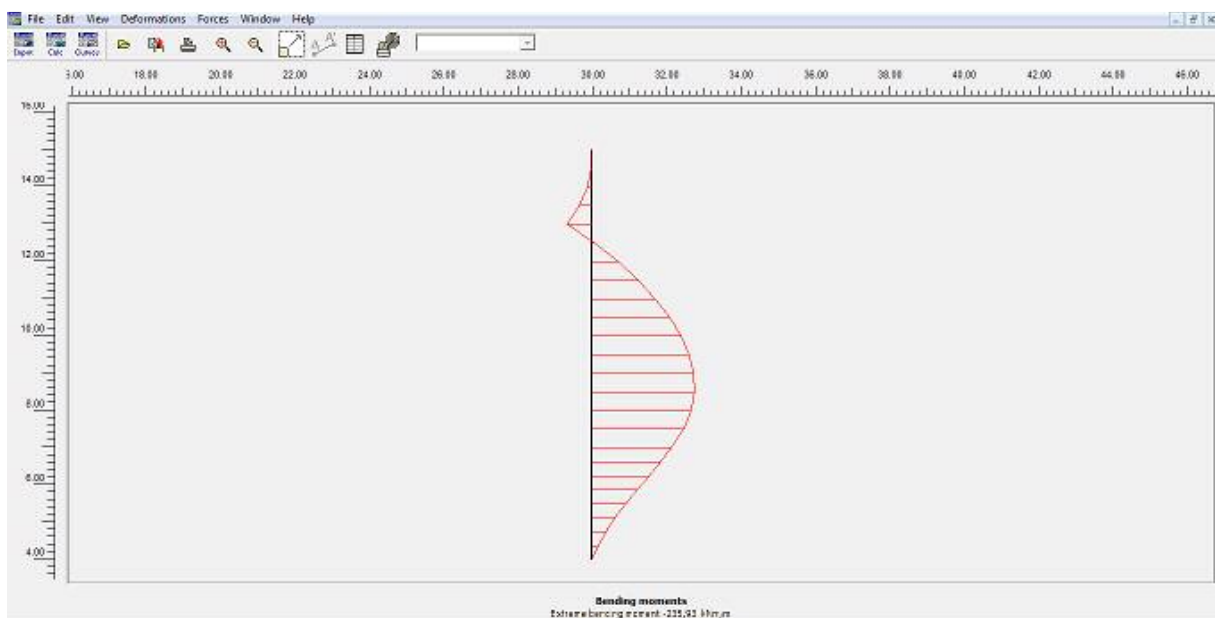 File Edit View Deformations Forces Window Help
Input Calc Curves
18.00 20.00 22.00 24.00 26.00 28.00 30.00 32.00 34.00 36.00 38.00 40.00 42.00 44.00 46.00
16.00
14.00
12.00
10.00
8.00
6.00
4.00
Bending moments
Extreme bending moment -235,93 kNm/m